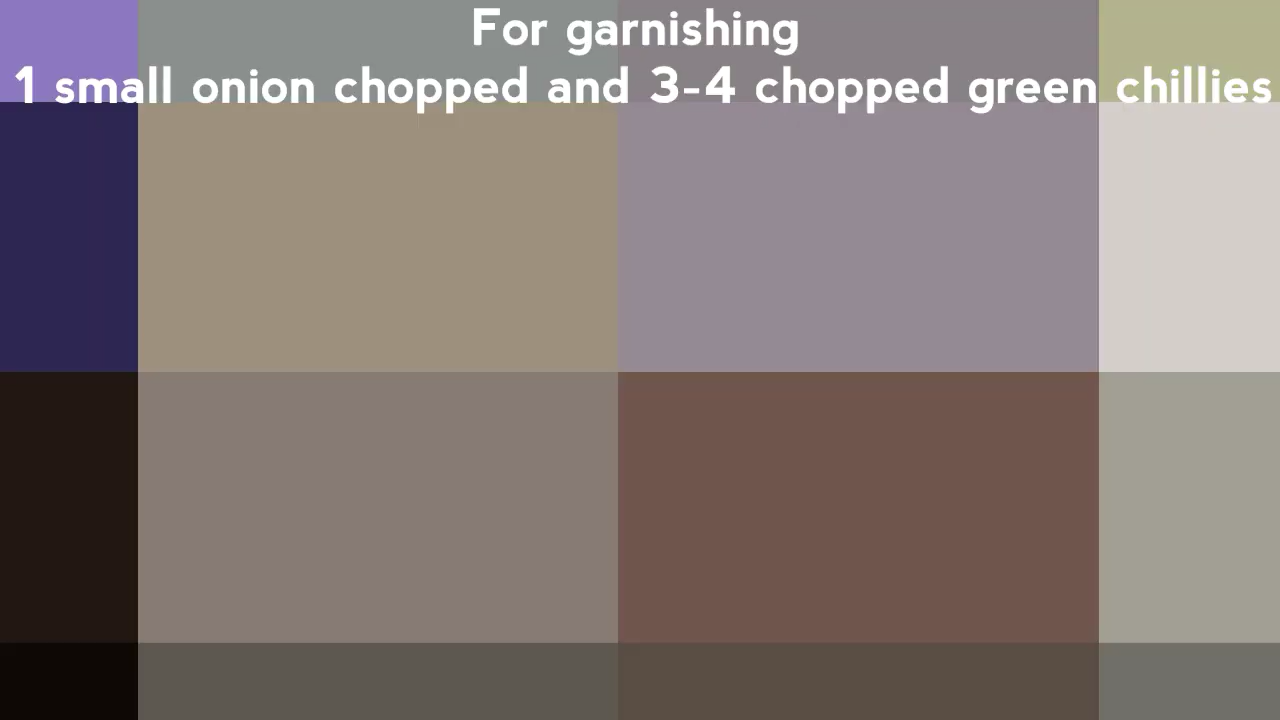 For garnishing
1 small onion chopped and 3-4 chopped green chillies